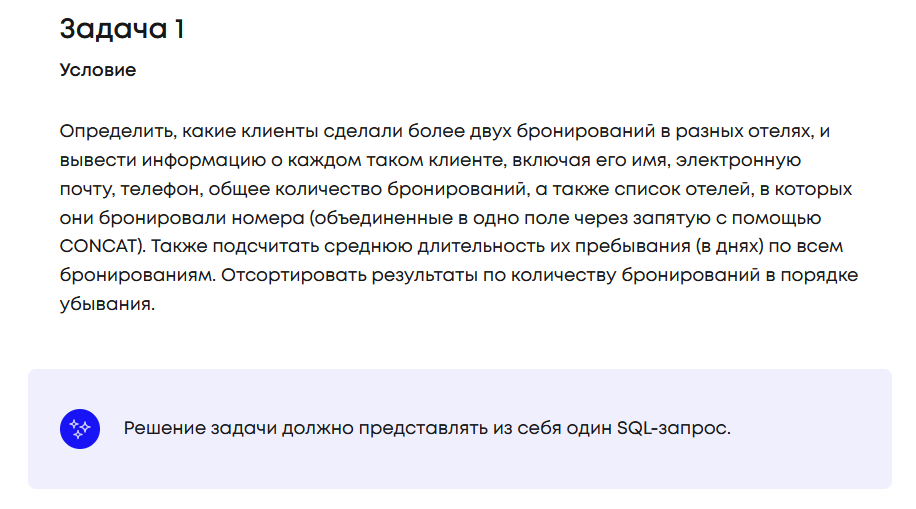 Задача 1
Условие
Определить, какие клиенты сделали более двух бронирований в разных отелях, и
вывести информацию о каждом таком клиенте, включая его имя, электронную
почту, телефон, общее количество бронирований, а также список отелей, в которых
они бронировали номера (объединенные в одно поле через запятую с помощью
CONCAT). Также подсчитать среднюю длительность их пребывания (в днях) по всем
бронированиям. Отсортировать результаты по количеству бронирований в порядке
убывания.
Решение задачи должно представлять из себя один SQL-запрос.